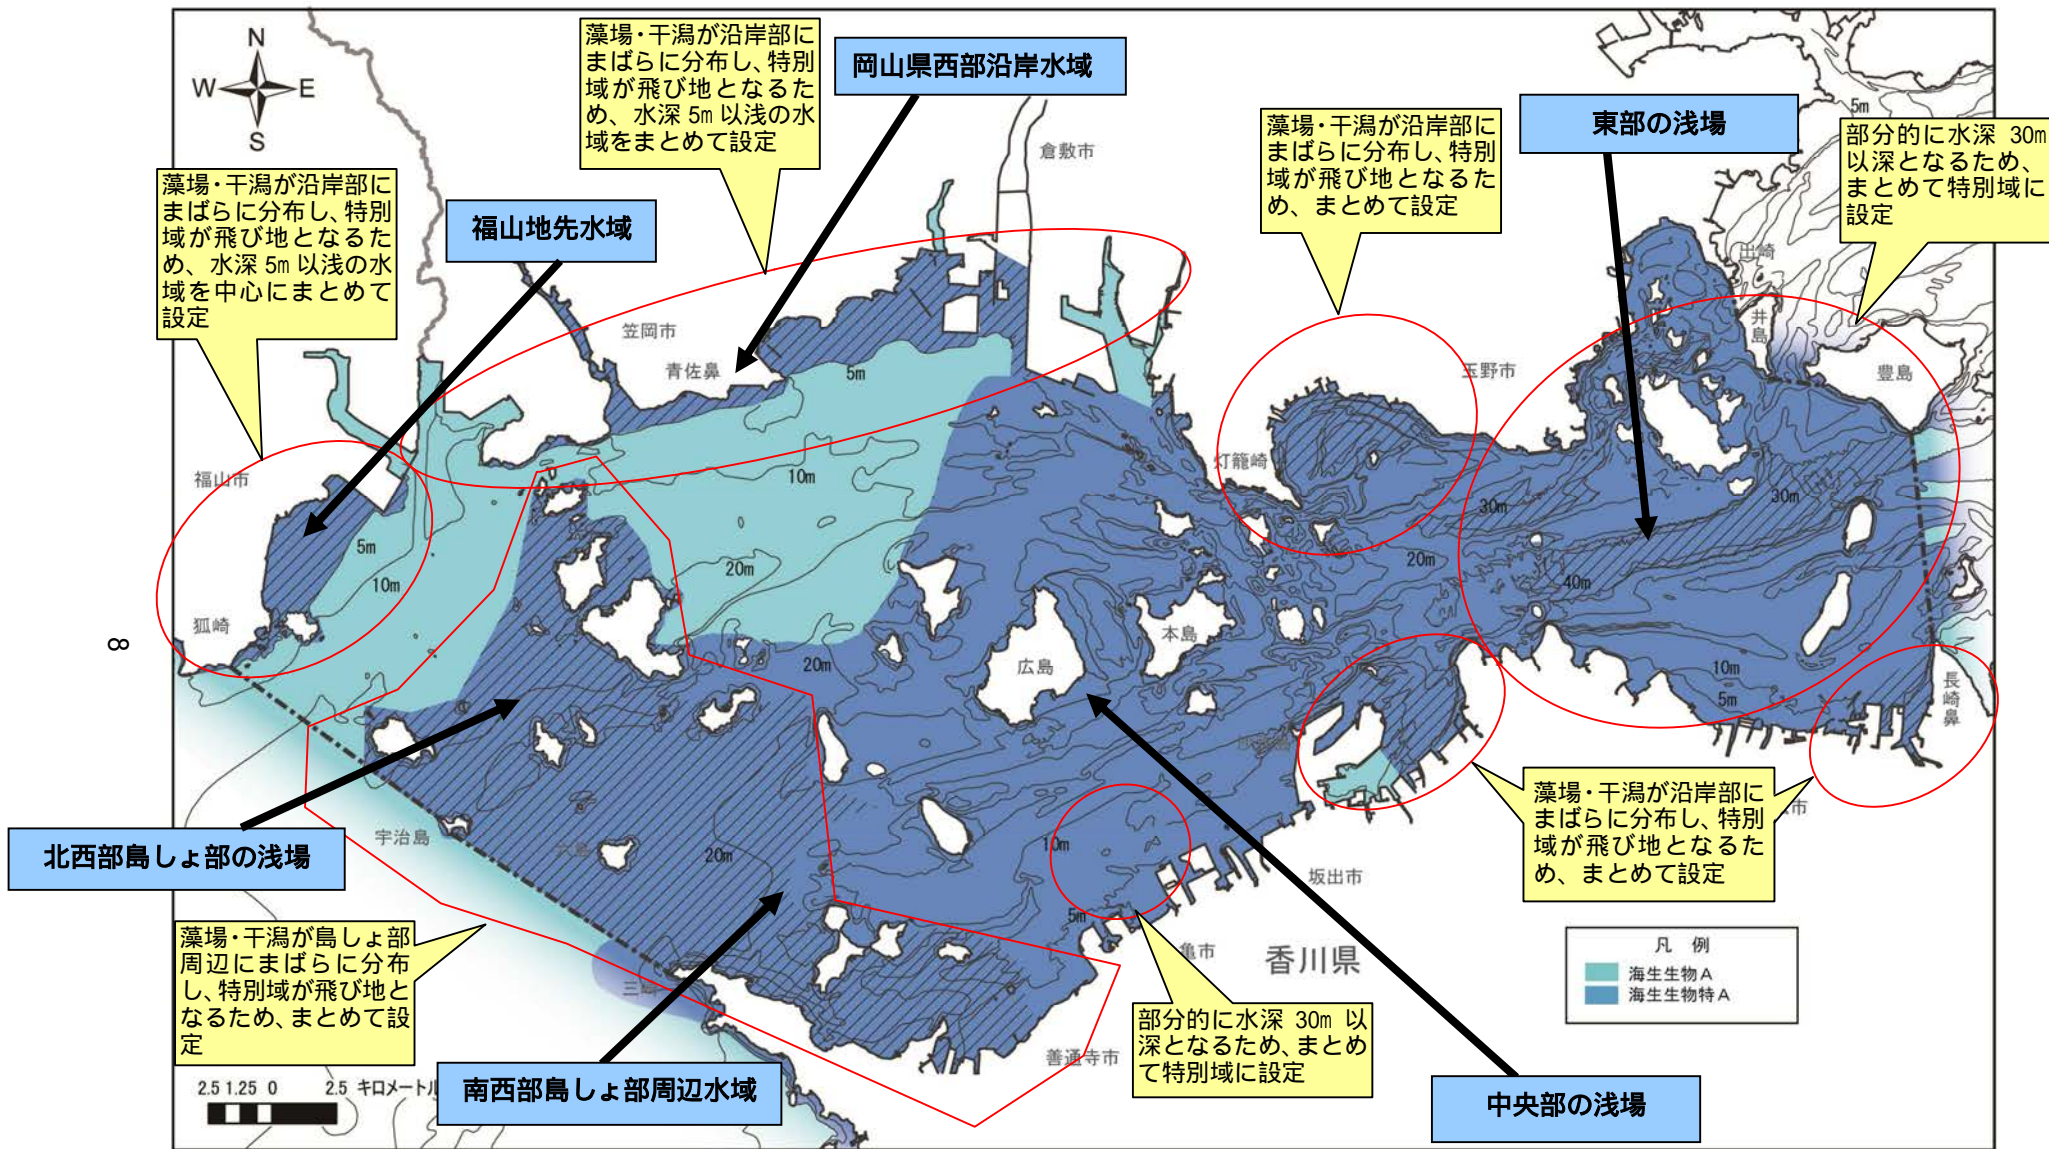 N
W E
S
藻場・干潟が沿岸部に
まばらに分布し、特別
域が飛び地となるた
め、水深 5m 以浅の水
域をまとめて設定
岡山県西部沿岸水域
倉敷市
藻場・干潟が沿岸部に
まばらに分布し、特別
域が飛び地となるた
め、まとめて設定
東部の浅場
5m
部分的に水深 30m
以深となるため、
まとめて特別域に
設定
藻場・干潟が沿岸部に
まばらに分布し、特別
域が飛び地となるた
め、水深 5m 以浅の水
域を中心にまとめて
設定
福山地先水域
笠岡市
青佐鼻
5m
出崎
井島
豊島
玉野市
灯籠崎
福山市
10m
30m
30m
5m
10m
20m
20m
40m
狐崎
本島
広島
20m
10m
5m
長崎鼻
8
北西部島しょ部の浅場
宇治島
六島
20m
10m
坂出市
藻場・干潟が沿岸部に
まばらに分布し、特別
域が飛び地となるた
め、まとめて設定
市
5m
亀市
香川県
藻場・干潟が島しょ部
周辺にまばらに分布
し、特別域が飛び地と
なるため、まとめて設
定
三崎
凡 例
海生生物A
海生生物特A
部分的に水深 30m 以
深となるため、まとめ
て特別域に設定
善通寺市
2.5 1.25 0 2.5 キロメートル
南西部島しょ部周辺水域
中央部の浅場